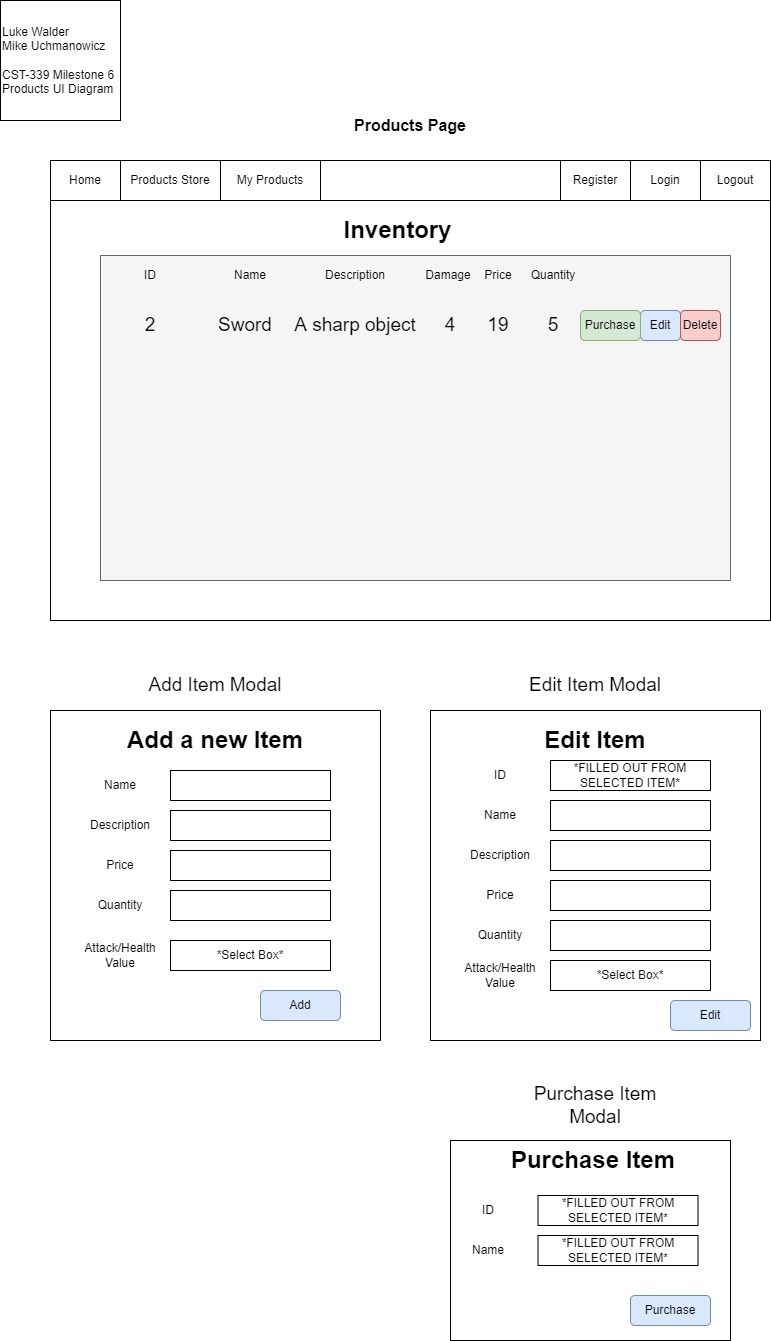 Luke Walder
Mike Uchmanowicz
CST-339 Milestone 6
Products UI Diagram
Products Page
Home Products Store My Products Register Login Logout
Inventory
ID Name Description Damage Price Quantity
2 Sword A sharp object 4 19 5 Purchase Edit Delete
Add Item Modal
Add a new Item
Name
Description
Price
Quantity
Attack/Health
Value
*Select Box*
Add
Edit Item Modal
Edit Item
ID
*FILLED OUT FROM
SELECTED ITEM*
Name
Description
Price
Quantity
Attack/Health
Value
*Select Box*
Edit
Purchase Item
Modal
Purchase Item
ID
*FILLED OUT FROM
SELECTED ITEM*
Name
*FILLED OUT FROM
SELECTED ITEM*
Purchase